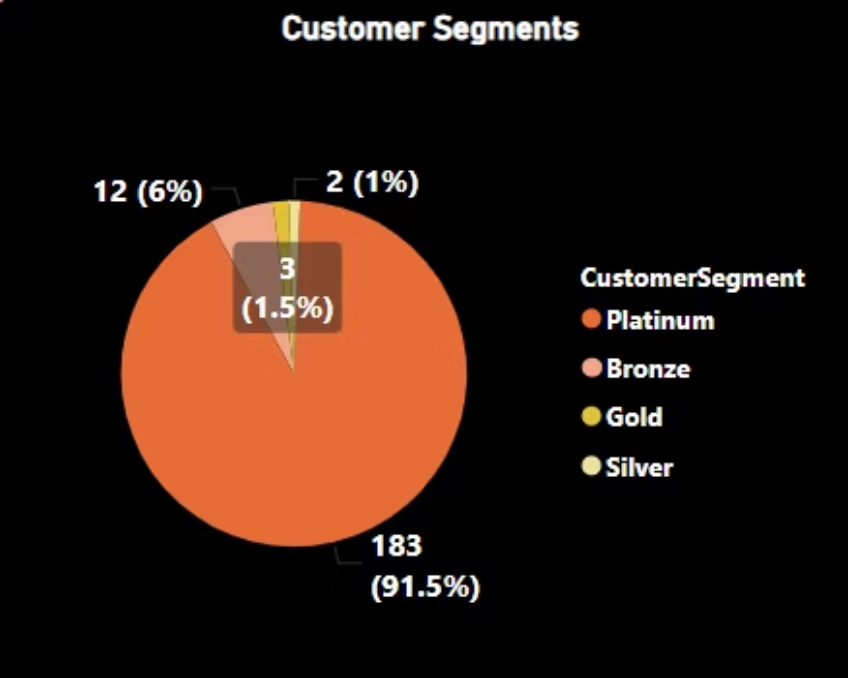 Customer Segments
12 (6%)
2 (1%)
3
(1.5%)
183
(91.5%)
CustomerSegment
Platinum
Bronze
Gold
Silver